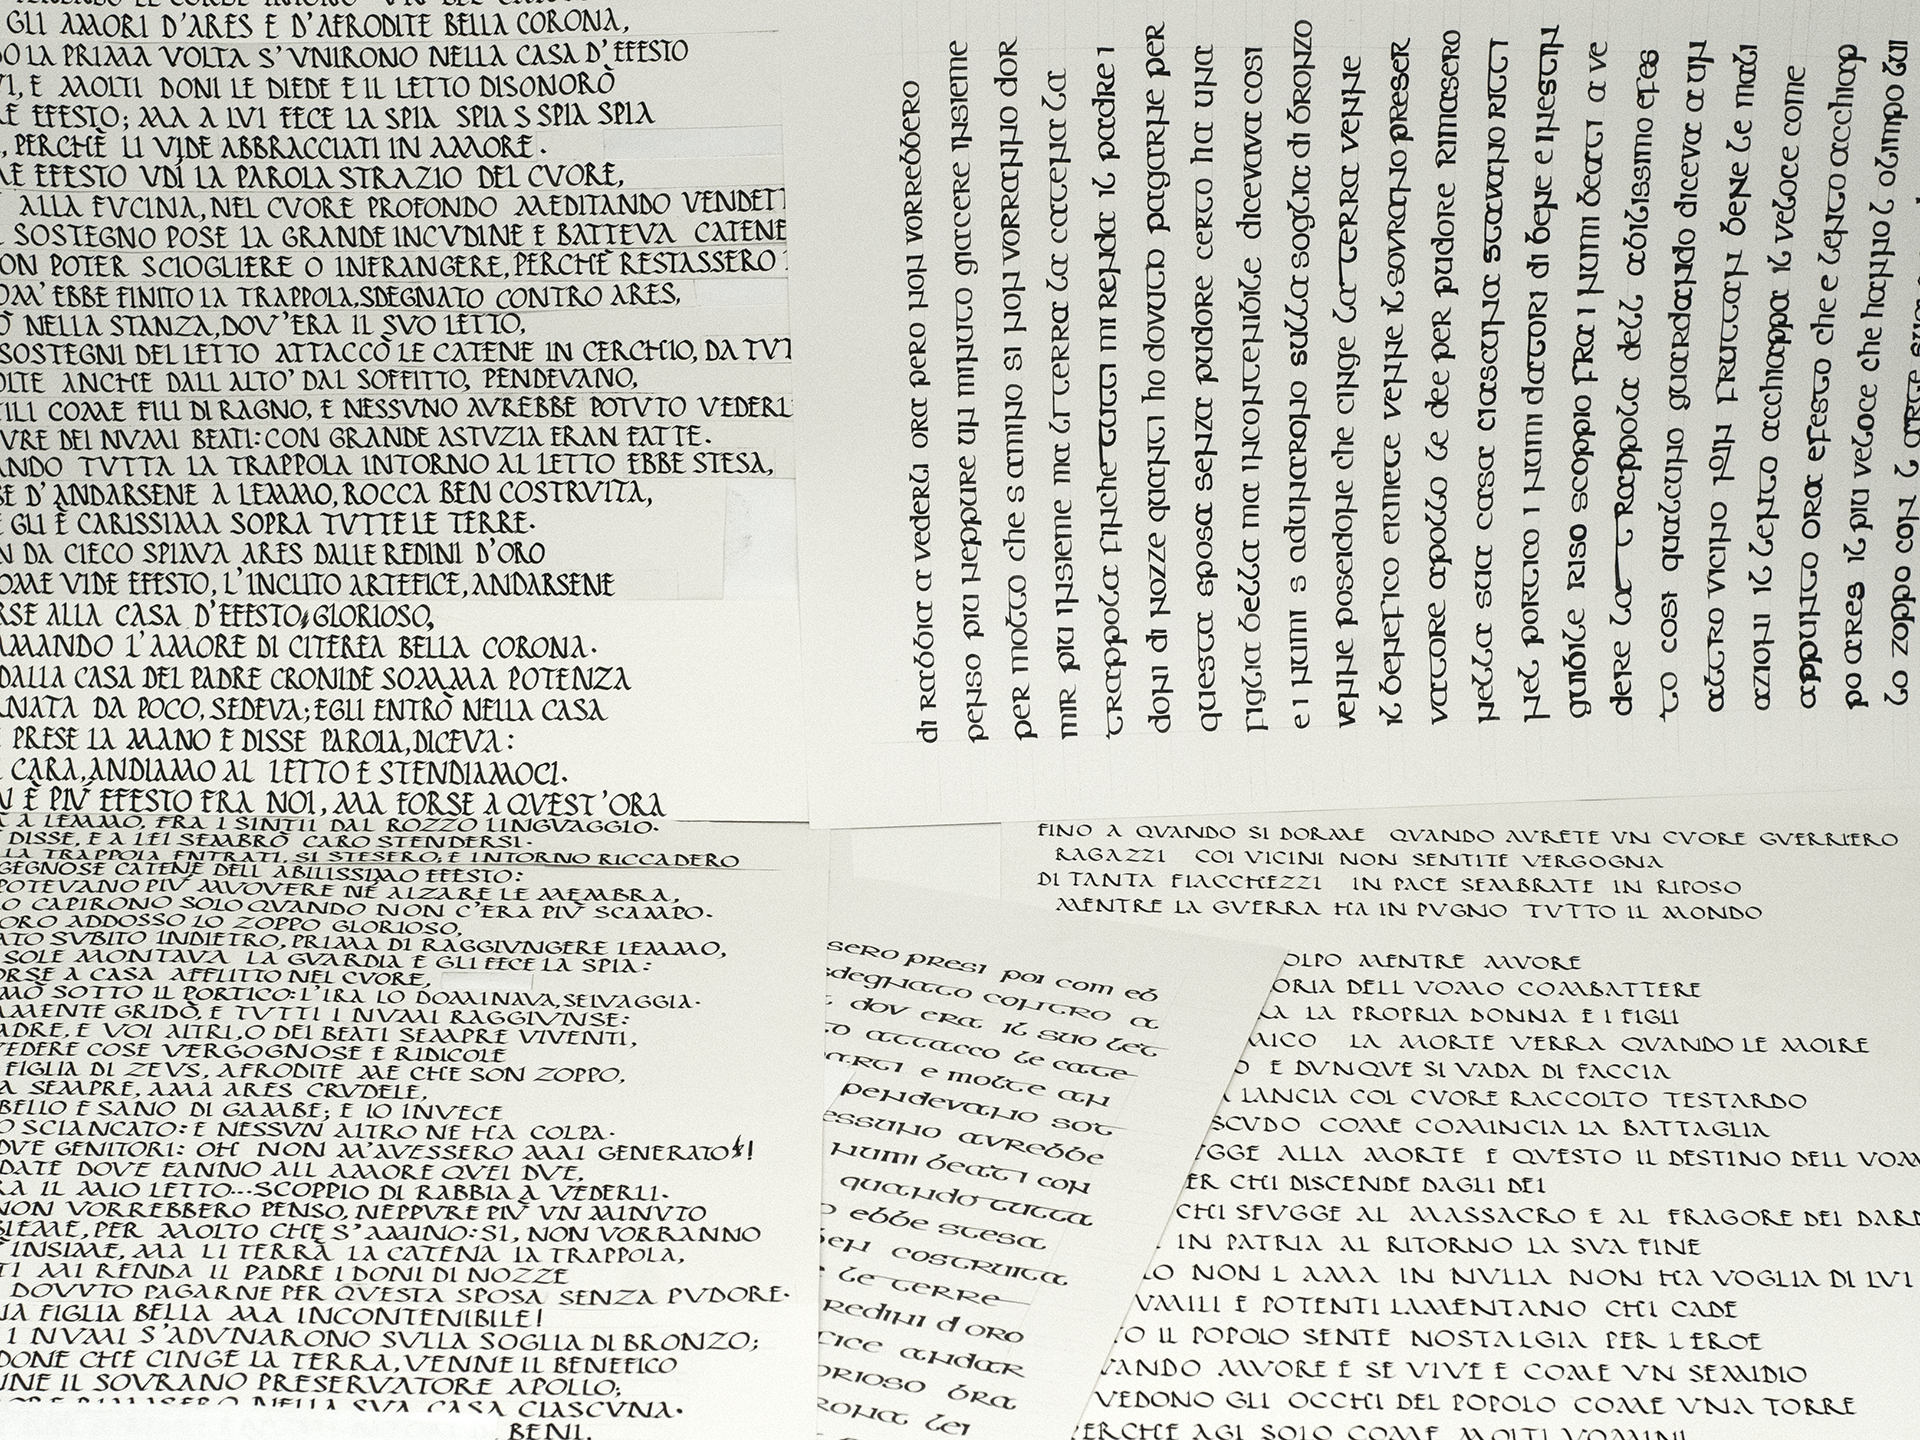 GLI AMORI D'ARES E D'AFRODITE BELLA CORONA,
LA PRIMA VOLTA S'VNIRONO NELLA CASA D'EFESTO
E MOLTI DONI LE DIEDE E IL LETTO DISONORÒ
EFESTO; MA A LVI FECE LA SPIA SPIA S SPIA SPIA
, PERCHÈ LI VIDE ABBRACCIATI IN AMORE.
EFESTO VDÍ LA PAROLA STRAZIO DEL CVORE,
ALLA FVCINA, NEL CVORE PROFONDO MEDITANDO VENDETT
SOSTEGNO POSE LA GRANDE INCVDINE E BATTEVA CATENE
ON POTER SCIOGLIERE O INFRANGERE, PERCHÈ RESTASSERO
OM'EBBE FINITO LA TRAPPOLA, SDEGNATO CONTRO ARES,
Ò NELLA STANZA, DOV'ERA IL SVO LETTO,
SOSTEGNI DEL LETTO ATTACCÒ LE CATENE IN CERCHIO, DA TVT
OLTE ANCHE DALL ALTO' DAL SOFFITTO, PENDEVANO,
TILI COME FILI DI RAGNO, E NESSVNO AVREBBE POTVTO VEDERL
VRE DEI NVMI BEATI: CON GRANDE ASTVZIA ERAN FATTE.
ANDO TVTTA LA TRAPPOLA INTORNO AL LETTO EBBE STESA,
SE D'ANDARSENE A LEMMO, ROCCA BEN COSTRVITA,
E GLI È CARISSIMA SOPRA TVTTE LE TERRE.
N DA CIECO SPIAVA ARES DALLE REDINI D'ORO
OME VIDE EFESTO, L'INCLITO ARTEFICE, ANDARSENE
RSE ALLA CASA D'EFESTO GLORIOSO,
AMANDO L'AMORE DI CITEREA BELLA CORONA.
DALLA CASA DEL PADRE CRONIDE SOMMA POTENZA
RNATA DA POCO, SEDEVA; EGLI ENTRÒ NELLA CASA
E PRESE LA MANO E DISSE PAROLA, DICEVA:
CARA, ANDIAMO AL LETTO E STENDIAMOCI.
N È PIV EFESTO FRA NOI, MA FORSE A QVEST'ORA
A LEMMO, FRA I SINTII DAL ROZZO LINGVAGGIO.
DISSE, E A LEI SEMBRÒ CARO STENDERSI.
LA TRAPPOLA ENTRATI, SI STESERO; E INTORNO RICCADERO
GEGNOSE CATENE DELL ABILISSIMO EFESTO:
POTEVANO PIV MVOVERE NÈ ALZARE LE MEMBRA,
O CAPIRONO SOLO QVANDO NON C'ERA PIV SCAMPO.
ORO ADDOSSO LO ZOPPO GLORIOSO,
ATO SVBITO INDIETRO, PRIMA DI RAGGIVNGERE LEMMO,
SOLE MONTAVA LA GVARDIA E GLI FECE LA SPIA:
ORSE A CASA AFFLITTO NEL CVORE,
MÒ SOTTO IL PORTICO: L'IRA LO DOMINAVA, SELVAGGIA.
AMENTE GRIDÒ, E TVTTI I NVMI RAGGIVNSE:
ADRE, E VOI ALTRI, O DEI BEATI SEMPRE VIVENTI,
VEDERE COSE VERGOGNOSE E RIDICOLE
FIGLIA DI ZEVS, AFRODITE ME CHE SON ZOPPO,
A SEMPRE, AMA ARES CRVDELE,
BELLO E SANO DI GAMBE; E IO INVECE
O SCIANCATO: E NESSVN ALTRO NE HA COLPA.
DVE GENITORI: OH NON M'AVESSERO MAI GENERATO!
DATE DOVE FANNO ALL AMORE QVEI DVE,
RA IL MIO LETTO...SCOPPIO DI RABBIA A VEDERLI.
NON VORREBBERO PENSO, NEPPVRE PIV VN MINVTO
SIEME, PER MOLTO CHE S'AMINO: SI, NON VORRANNO
INSIME, MA LI TERRÀ LA CATENA LA TRAPPOLA,
TI MI RENDA IL PADRE I DONI DI NOZZE
DOVVTO PAGARNE PER QVESTA SPOSA SENZA PVDORE.
NA FIGLIA BELLA MA INCONTENIBILE!
I NVMI S'ADVNARONO SVLLA SOGLIA DI BRONZO;
DONE CHE CINGE LA TERRA, VENNE IL BENEFICO
NNE IL SOVRANO PRESERVATORE APOLLO;
ORE RIMASERO NELLA SVA CASA CIASCVNA.
BENI.
di rabbia a vederli ora pero non vorrebbero
penso piu neppure un minuto giacere insieme
per molto che s amino si non vorranno dor
mir piu insieme ma li terra la catena la
trappola finche tutti mi renda il padre i
doni di nozze quanti ho dovuto pagarne per
questa sposa senza pudore certo ha una
figlia bella ma incontenibile diceva cosi
e i numi s adunarono sulla soglia di bronzo
venne poseidone che cinge la terra venne
il benefico ermete venne il sovrano preser
vatore apollo le dee per pudore rimasero
nella sua casa ciascuna stavano ritti
nel portico i numi datori di bene e inestin
guibile riso scoppio fra i numi beati a ve
dere la trappola dell abilissimo efes
to cosi qualcuno guardando diceva a un
altro vicino non fruttan bene le mali
azioni il lento acchiappa il veloce come
appunto ora efesto che e lento acchiap
po ares il piu veloce che hanno l olimpo lui
lo zoppo con l arte
FINO A QVANDO SI DORME QVANDO AVRETE VN CVORE GVERRIERO
RAGAZZI COI VICINI NON SENTITE VERGOGNA
DI TANTA FIACCHEZZI IN PACE SEMBRATE IN RIPOSO
MENTRE LA GVERRA HA IN PVGNO TVTTO IL MONDO
OLPO MENTRE MVORE
ORIA DELL VOMO COMBATTERE
RA LA PROPRIA DONNA E I FIGLI
MICO LA MORTE VERRA QVANDO LE MOIRE
O E DVNQVE SI VADA DI FACCIA
LANCIA COL CVORE RACCOLTO TESTARDO
SCVDO COME COMINCIA LA BATTAGLIA
GGE ALLA MORTE E QVESTO IL DESTINO DELL VOM
ER CHI DISCENDE DAGLI DEI
CHI SFVGGE AL MASSACRO E AL FRAGORE DEI DARD
IN PATRIA AL RITORNO LA SVA FINE
O NON L AMA IN NVLLA NON HA VOGLIA DI LVI
VMILI E POTENTI LAMENTANO CHI CADE
O IL POPOLO SENTE NOSTALGIA PER L EROE
VANDO MVORE E SE VIVE E COME VN SEMIDIO
VEDONO GLI OCCHI DEL POPOLO COME VNA TORRE
ERCHE AGI SOLO COME MOLTI VOMINI
sero presi poi com eb
sdegnato contro a
dov era il suo let
to attacco le cate
arti e molte an
pendevano sot
essuno avrebbe
numi beati con
quando tutta
o ebbe stesa
ben costruita
le terre
redini d oro
fice andar
orioso bra
rona lei